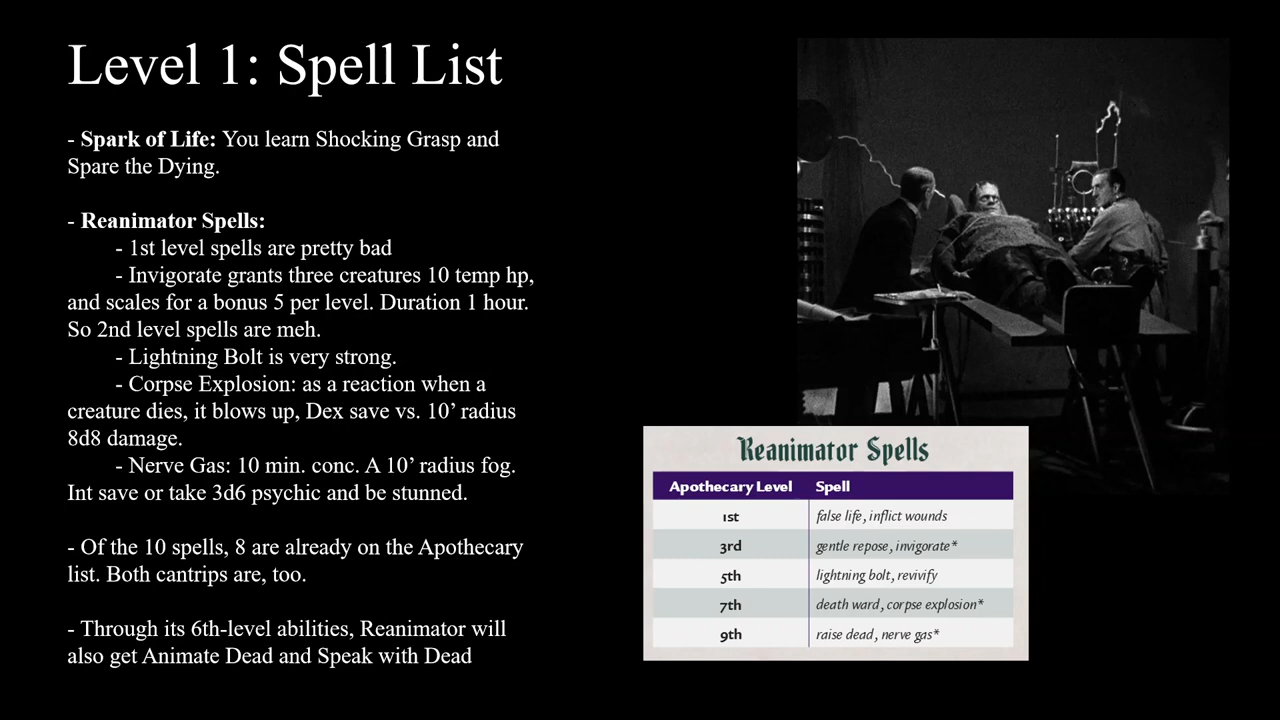 Level 1: Spell List
- Spark of Life: You learn Shocking Grasp and
Spare the Dying.
- Reanimator Spells:
- 1st level spells are pretty bad
- Invigorate grants three creatures 10 temp hp,
and scales for a bonus 5 per level. Duration 1 hour.
So 2nd level spells are meh.
- Lightning Bolt is very strong.
- Corpse Explosion: as a reaction when a
creature dies, it blows up, Dex save vs. 10’ radius
8d8 damage.
- Nerve Gas: 10 min. conc. A 10’ radius fog.
Int save or take 3d6 psychic and be stunned.
- Of the 10 spells, 8 are already on the Apothecary
list. Both cantrips are, too.
- Through its 6th-level abilities, Reanimator will
also get Animate Dead and Speak with Dead
Reanimator Spells
Apothecary Level Spell
1st false life, inflict wounds
3rd gentle repose, invigorate*
5th lightning bolt, revivify
7th death ward, corpse explosion*
9th raise dead, nerve gas*